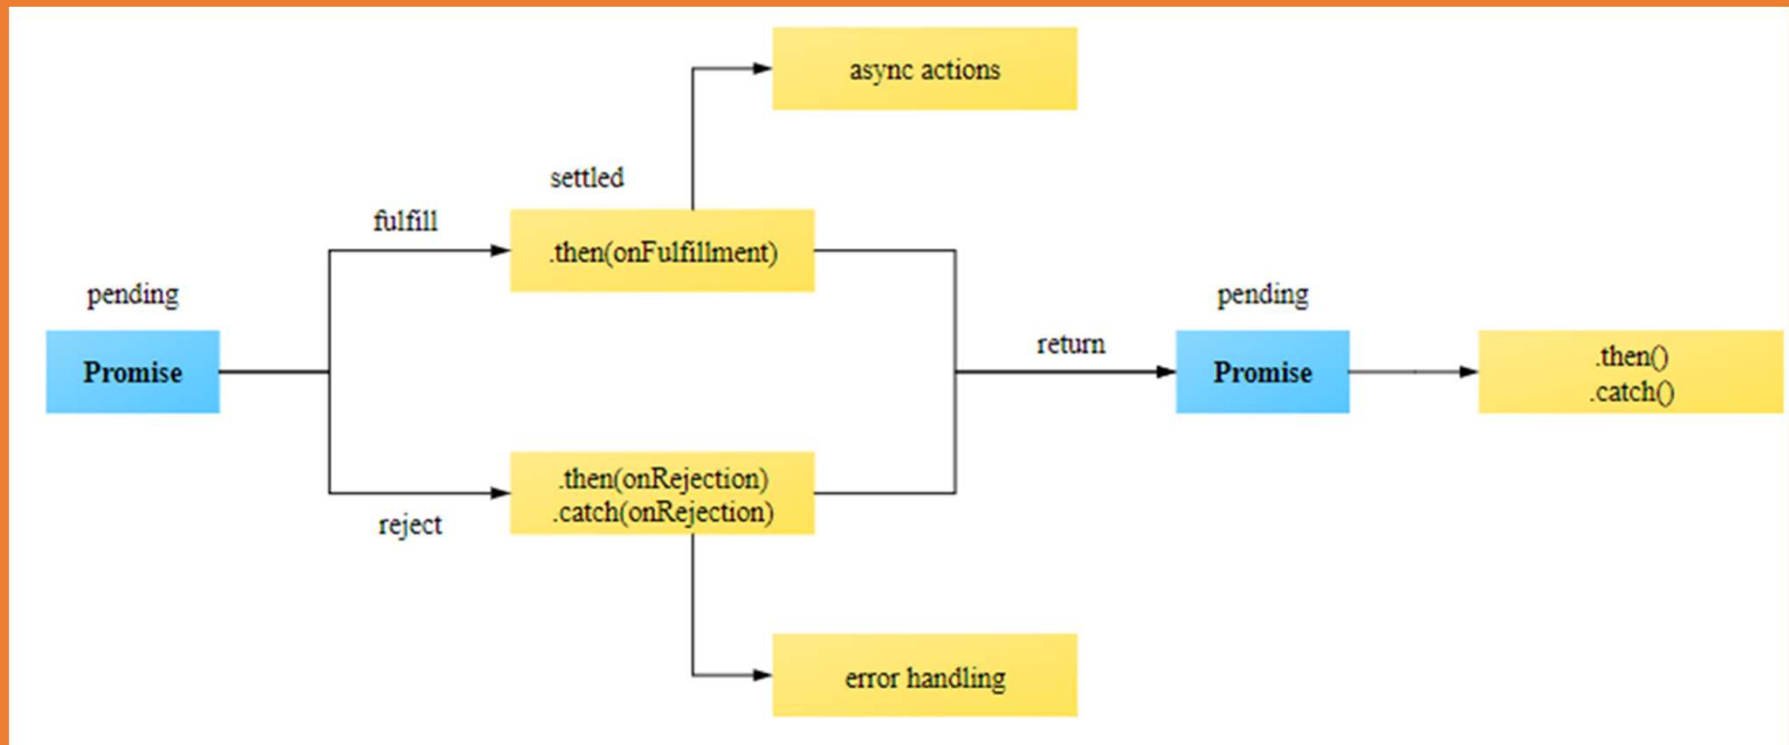 async actions
settled
fulfill
.then(onFulfillment)
pending
Promise
return
pending
Promise
.then()
.catch()
.then(onRejection)
.catch(onRejection)
reject
error handling